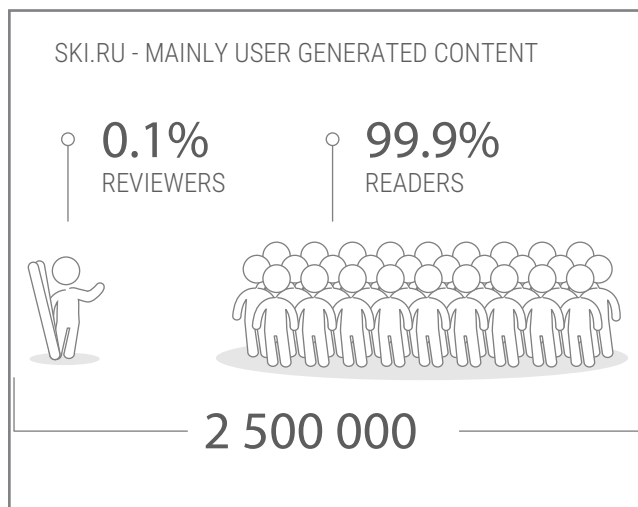 SKI.RU - MAINLY USER GENERATED CONTENT
0.1%
REVIEWERS
99.9%
READERS
2 500 000